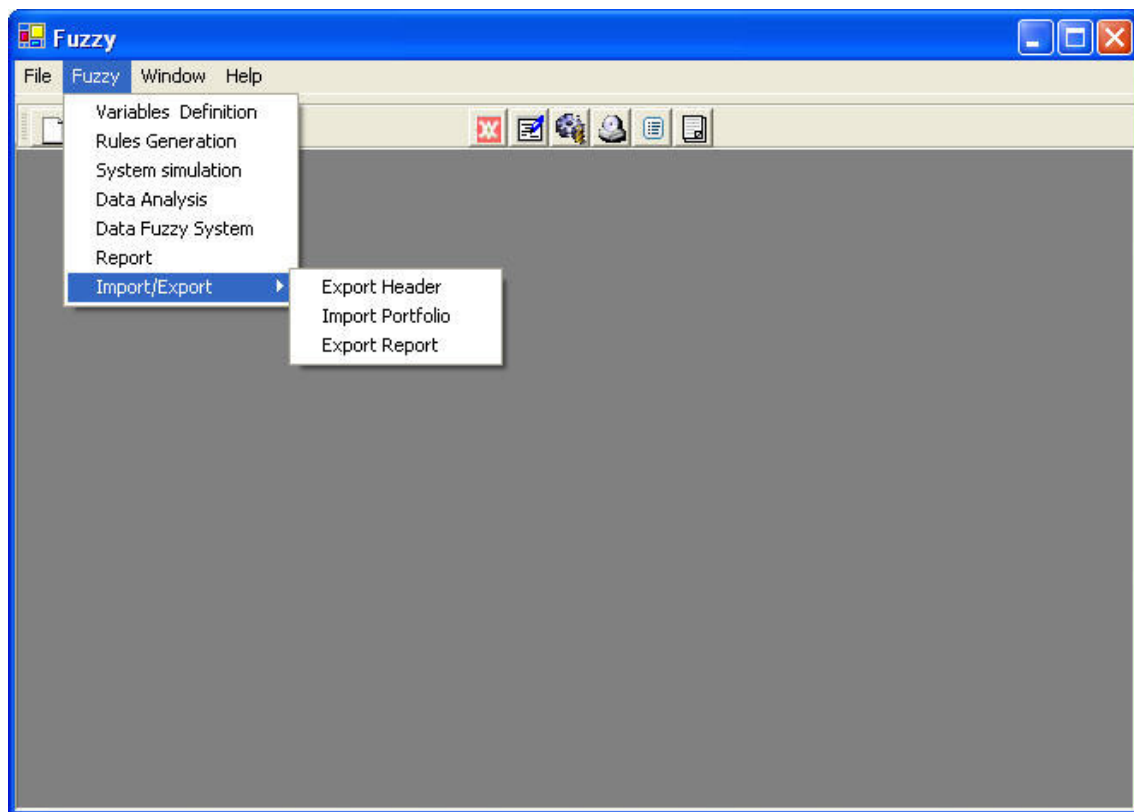 Fuzzy
File Fuzzy Window Help
Variables Definition
Rules Generation
System simulation
Data Analysis
Data Fuzzy System
Report
Import/Export
Export Header
Import Portfolio
Export Report